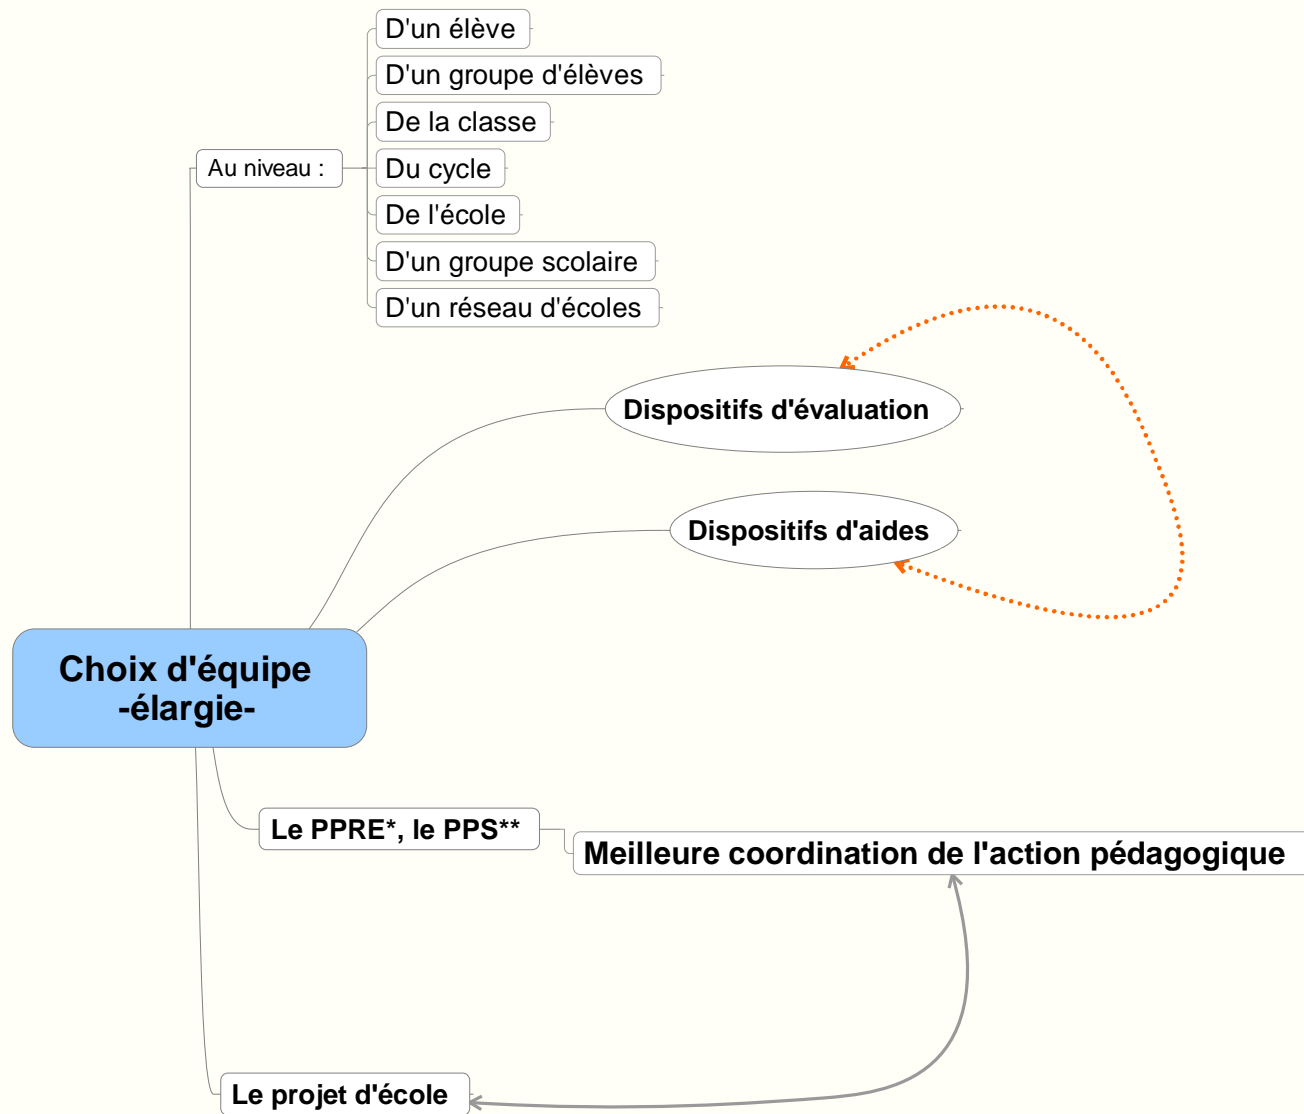 D'un élève
D'un groupe d'élèves
De la classe
Au niveau :
Du cycle
De l'école
D'un groupe scolaire
D'un réseau d'écoles
Dispositifs d'évaluation
Dispositifs d'aides
Choix d'équipe
-élargie-
Le PPRE*, le PPS**
Meilleure coordination de l'action pédagogique
Le projet d'école